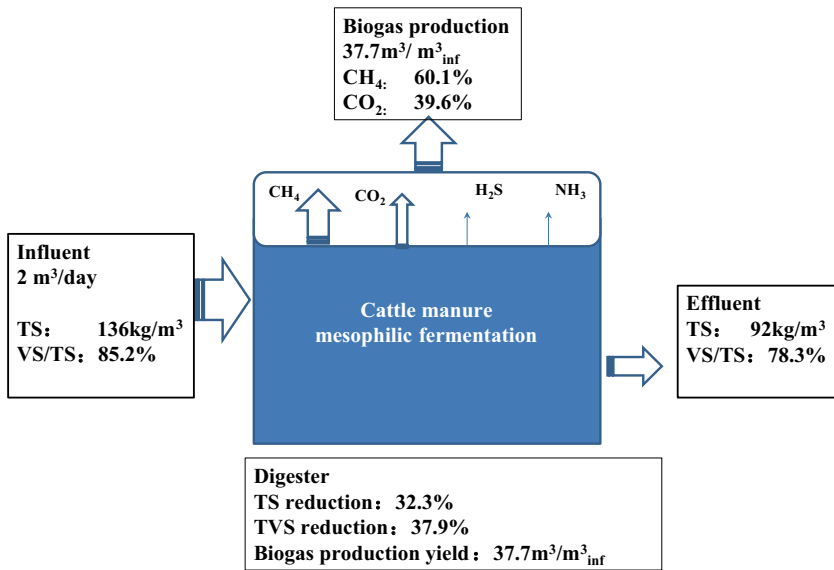 Biogas production
37.7m³/ m³inf
CH₄: 60.1%
CO₂: 39.6%
CH₄
CO₂
H₂S
NH₃
Influent
2 m³/day
TS： 136kg/m³
VS/TS：85.2%
Cattle manure
mesophilic fermentation
Effluent
TS： 92kg/m³
VS/TS：78.3%
Digester
TS reduction：32.3%
TVS reduction：37.9%
Biogas production yield：37.7m³/m³inf